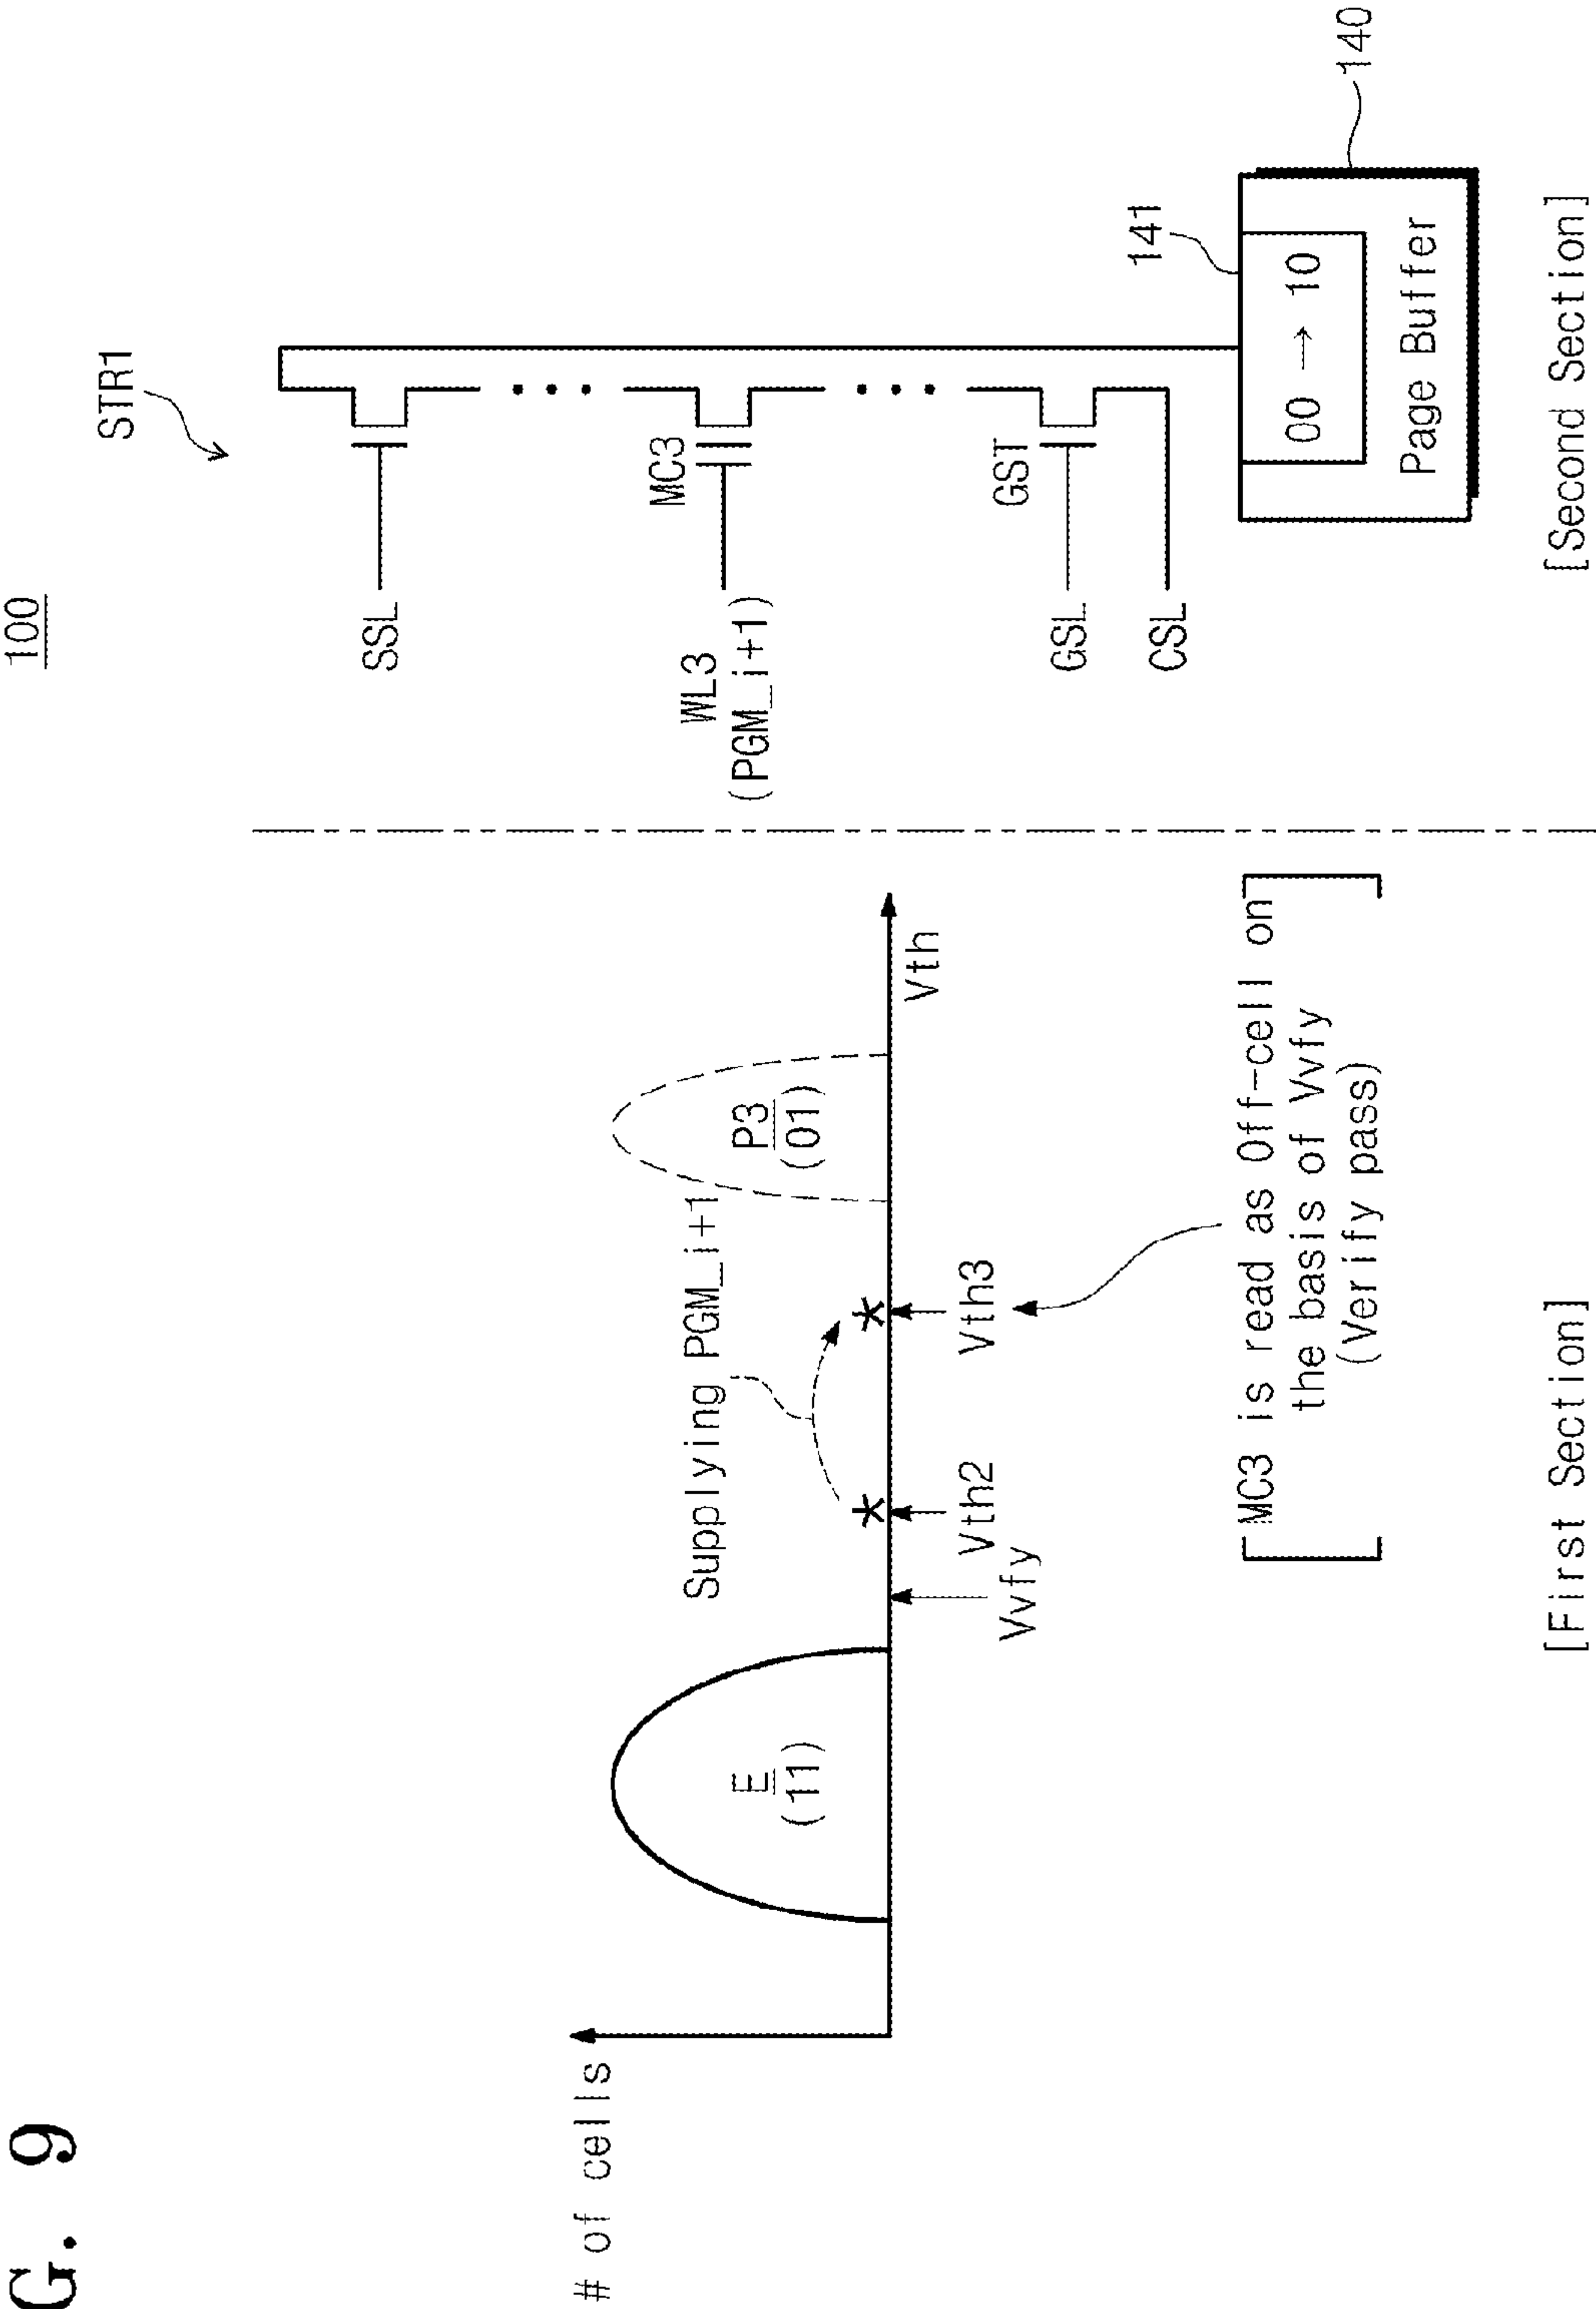 G. 9
100
STR1
SSL
MC3
WL3
(PGM_i+1)
GST
GSL
CSL
141
00 → 10
Page Buffer
140
[Second Section]
# of cells
E
(11)
Supplying PGM_i+1
P3
(01)
Vth
Vvfy
Vth2
Vth3
MC3 is read as Off-cell on
the basis of Vvfy
(Verify pass)
[First Section]